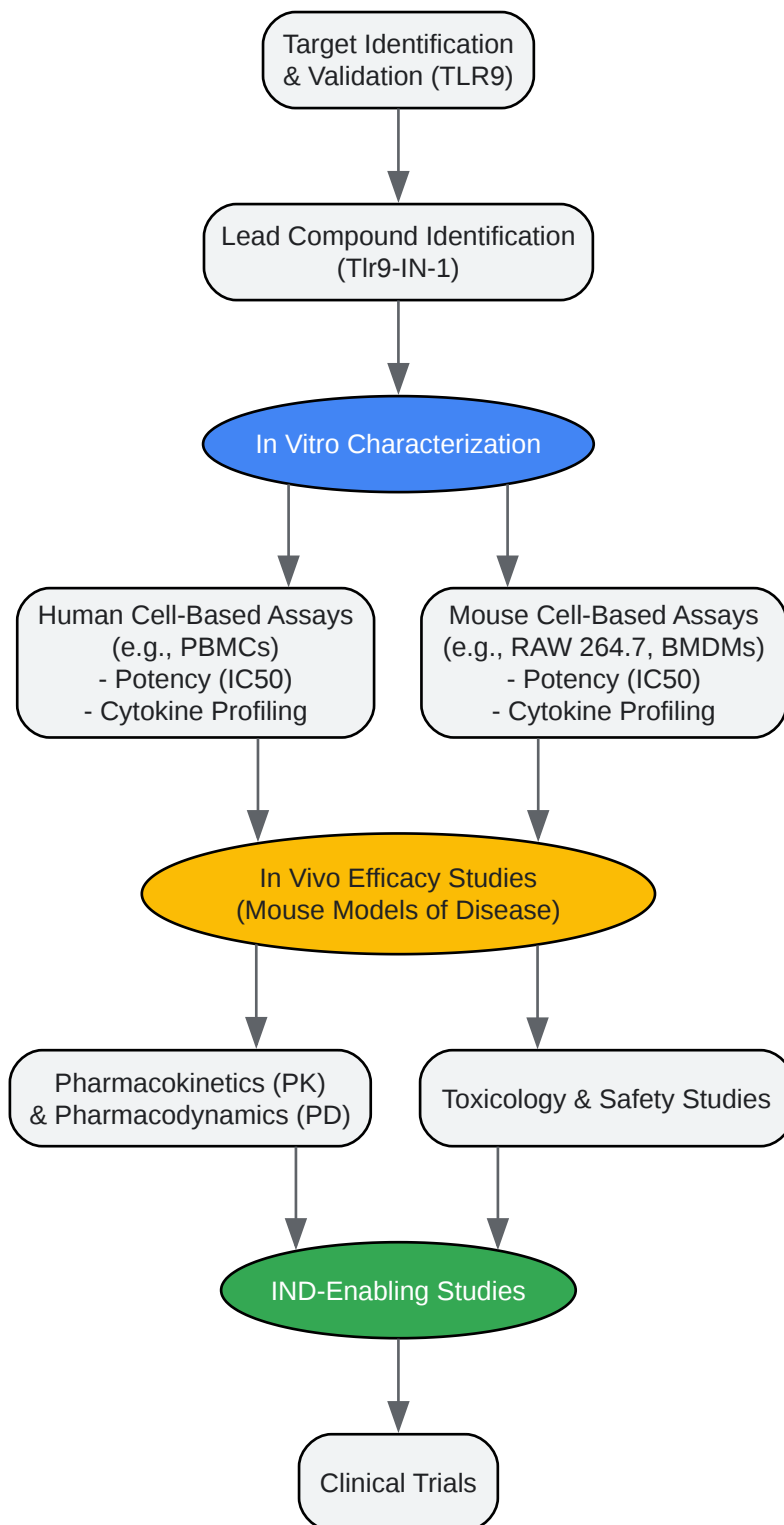 Target Identification
& Validation (TLR9)
Lead Compound Identification
(Tlr9-IN-1)
In Vitro Characterization
Human Cell-Based Assays
(e.g., PBMCs)
- Potency (IC50)
- Cytokine Profiling
Mouse Cell-Based Assays
(e.g., RAW 264.7, BMDMs)
- Potency (IC50)
- Cytokine Profiling
In Vivo Efficacy Studies
(Mouse Models of Disease)
Pharmacokinetics (PK)
& Pharmacodynamics (PD)
Toxicology & Safety Studies
IND-Enabling Studies
Clinical Trials